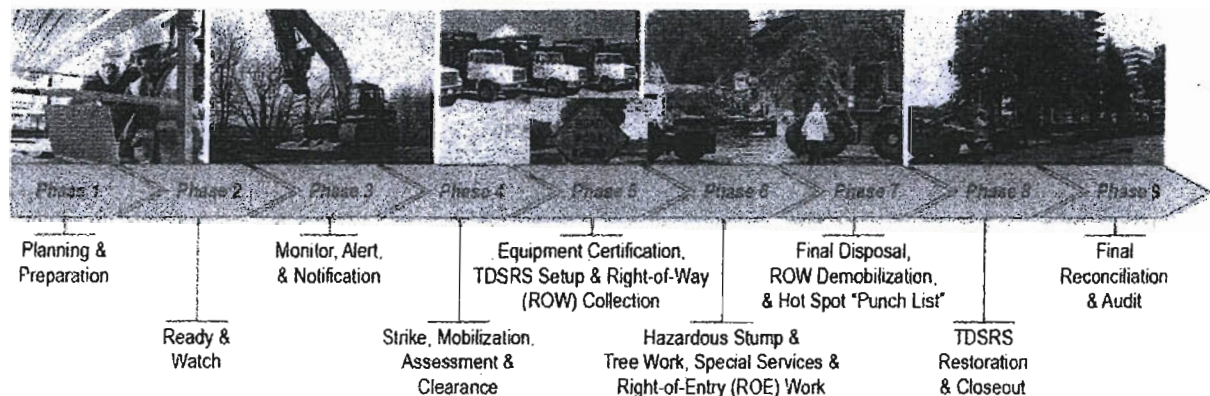 Phase 1
Phase 2
Phase 3
Phase 4
Phase 5
Phase 6
Phase 7
Phase 8
Phase 9
Planning &
Preparation
Ready &
Watch
Monitor, Alert,
& Notification
Strike, Mobilization,
Assessment &
Clearance
Equipment Certification,
TDSRS Setup & Right-of-Way
(ROW) Collection
Hazardous Stump &
Tree Work, Special Services &
Right-of-Entry (ROE) Work
Final Disposal,
ROW Demobilization,
& Hot Spot "Punch List"
TDSRS
Restoration
& Closeout
Final
Reconciliation
& Audit